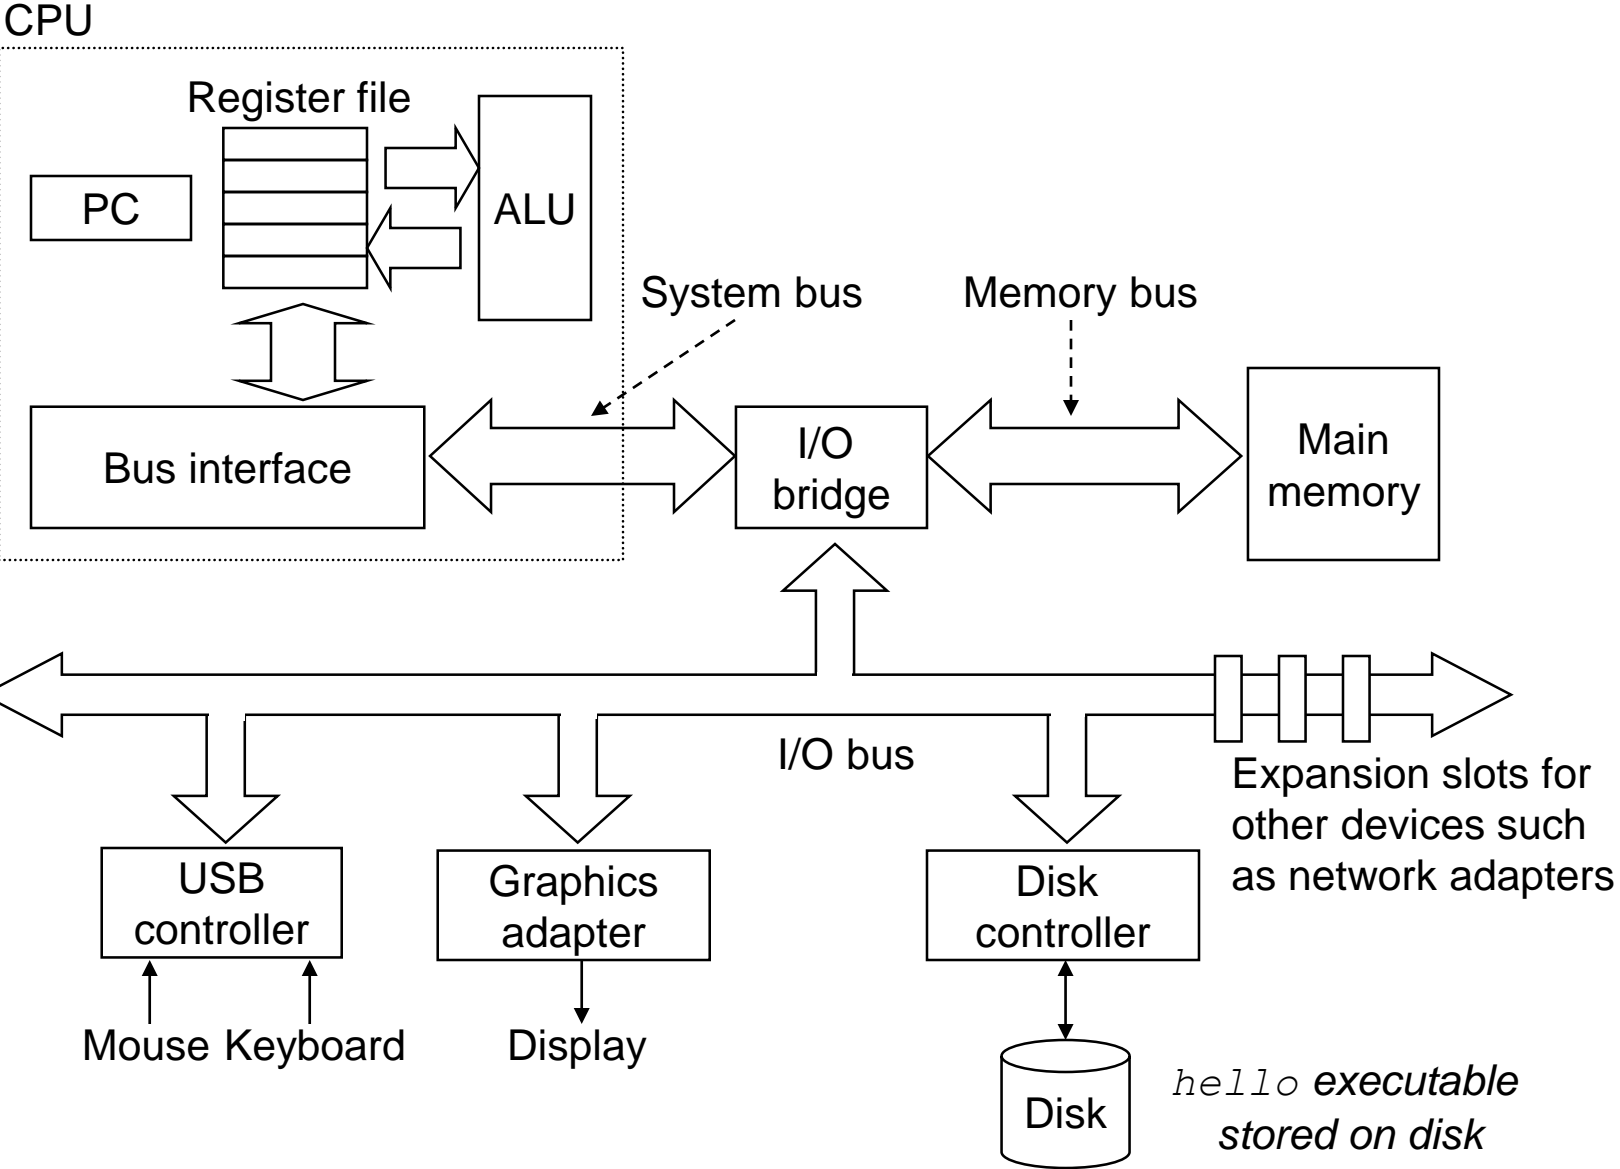 CPU
Register file
PC
ALU
System bus
Memory bus
Bus interface
I/O
bridge
Main
memory
I/O bus
Expansion slots for
other devices such
as network adapters
USB
controller
Graphics
adapter
Disk
controller
Mouse Keyboard
Display
Disk
hello executable
stored on disk